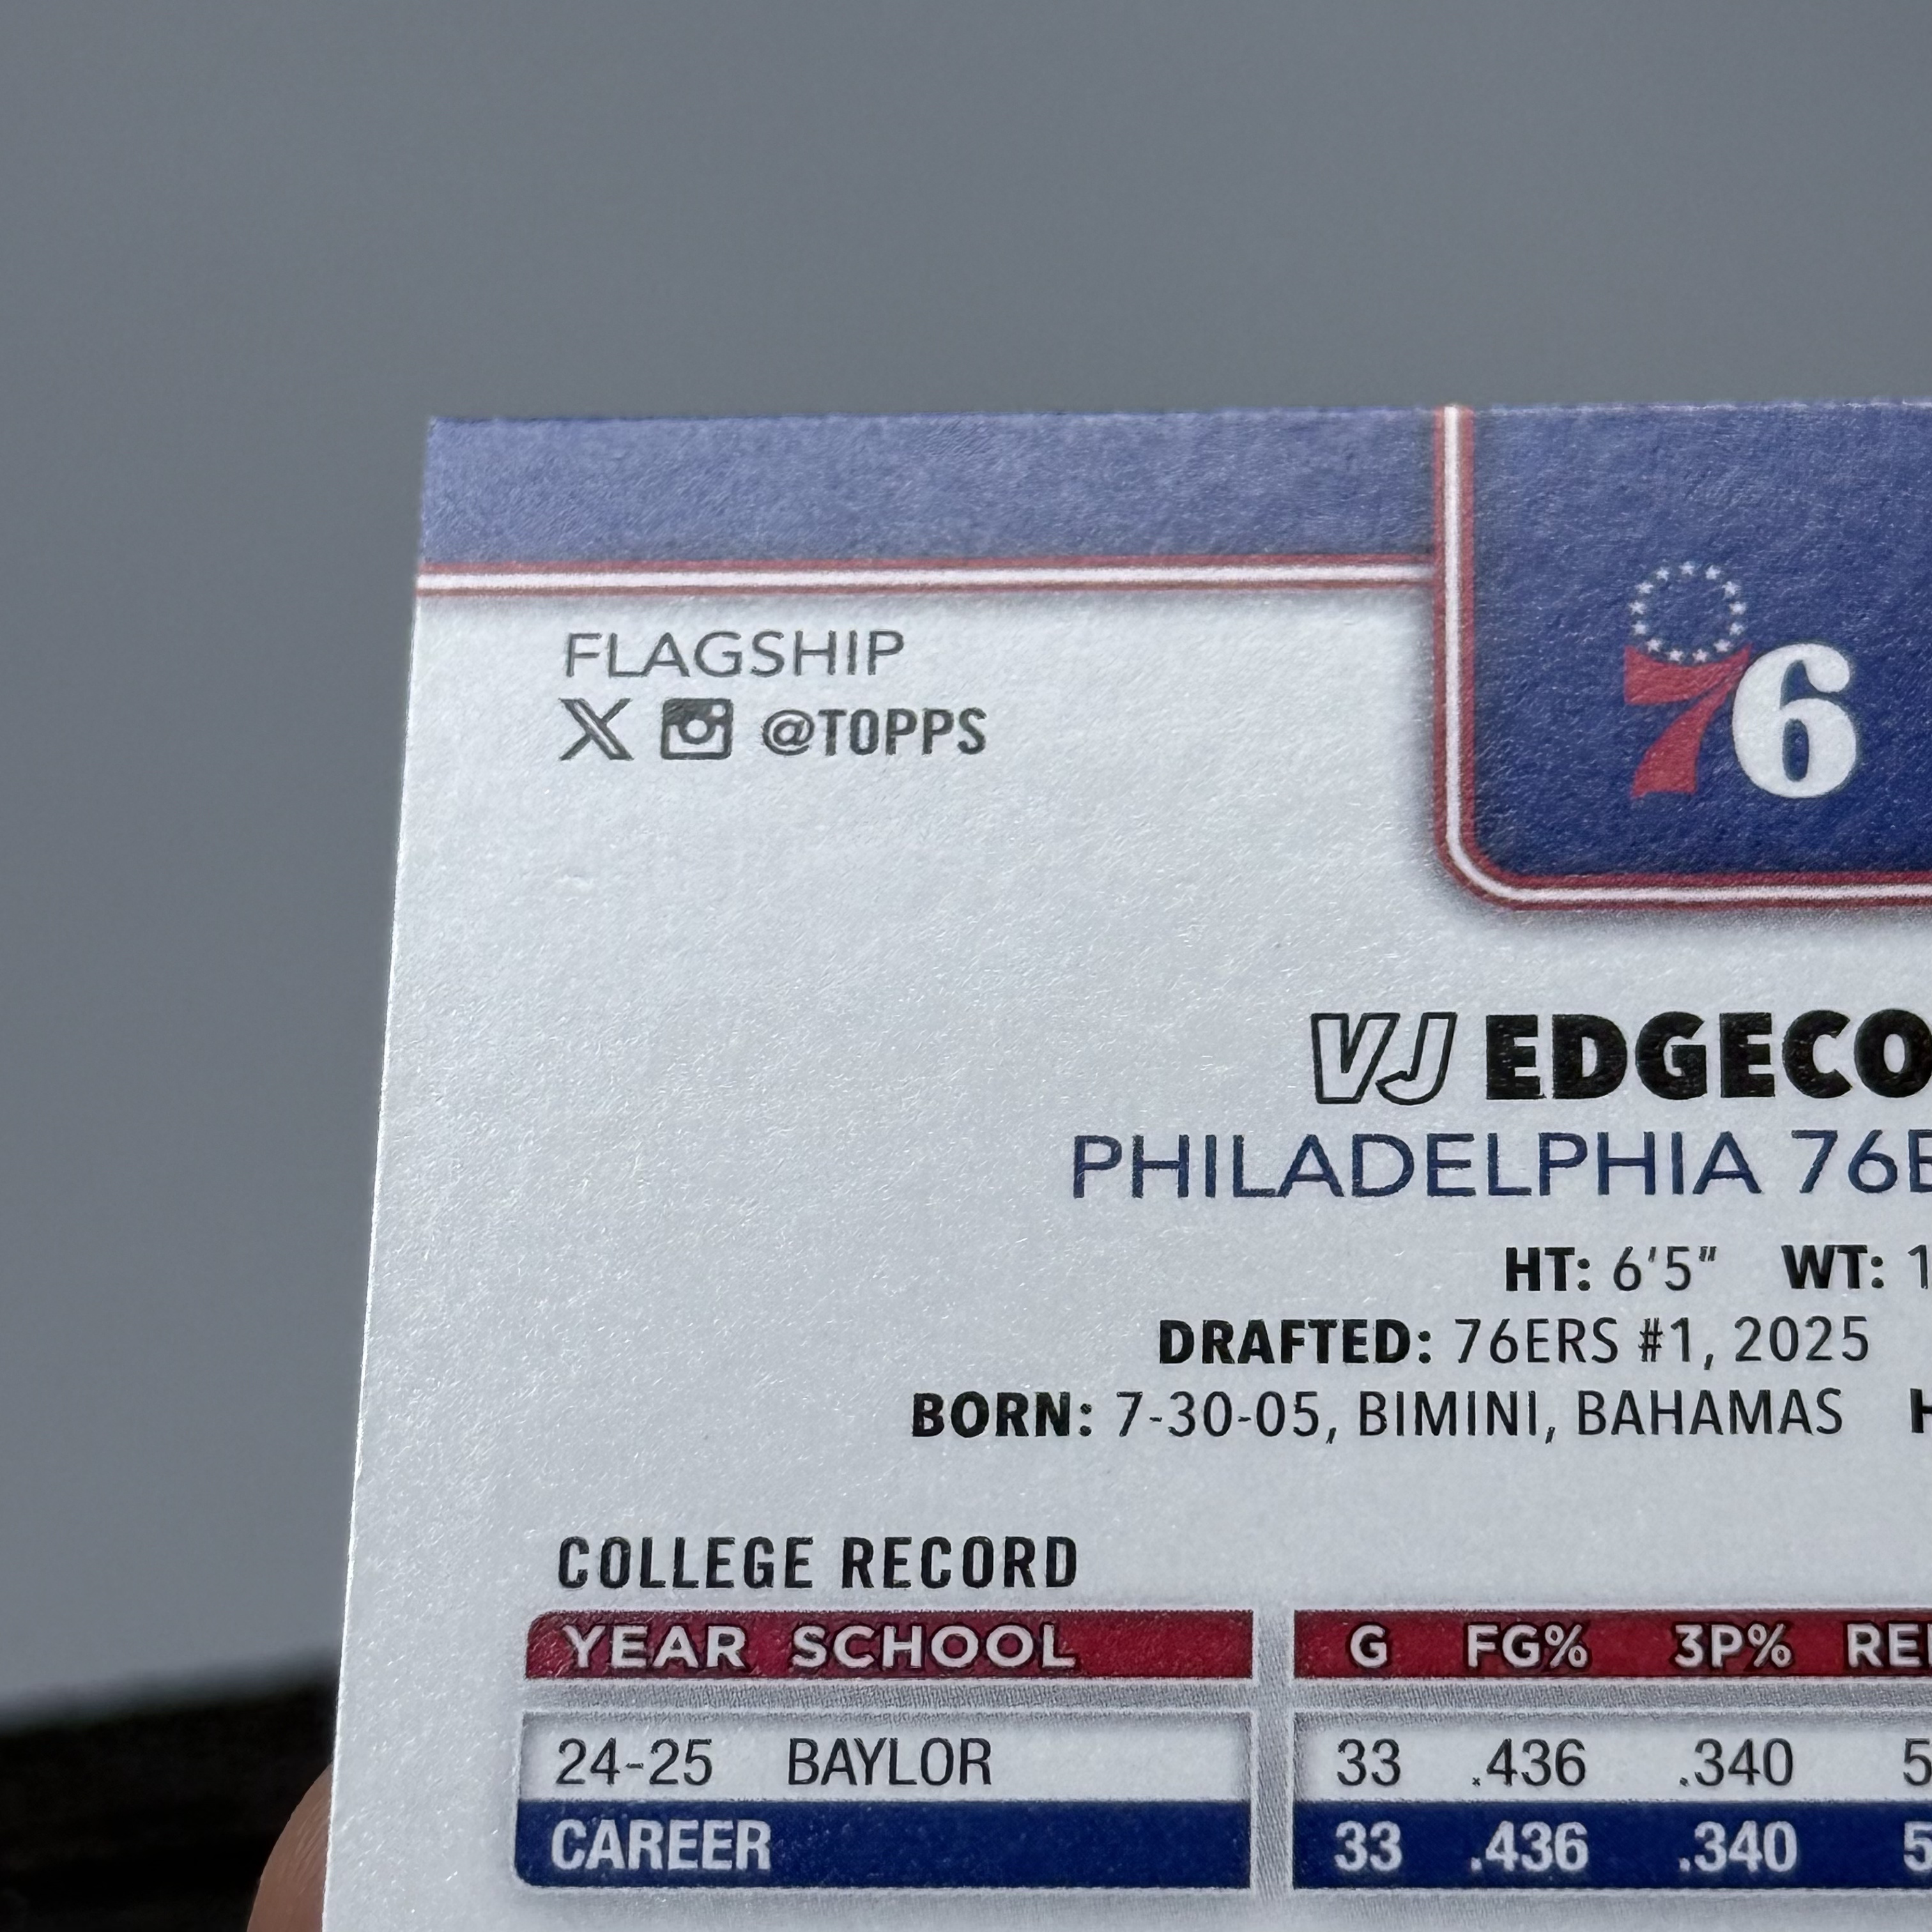 FLAGSHIP
X @TOPPS
76
VJ
PHILADELPHIA
HT: 6'5" WT:
DRAFTED: 76ERS #1, 2025
BORN: 7-30-05, BIMINI, BAHAMAS
COLLEGE RECORD
YEAR SCHOOL G FG% 3P%
24-25 BAYLOR 33 .436 .340
CAREER 33 .436 .340